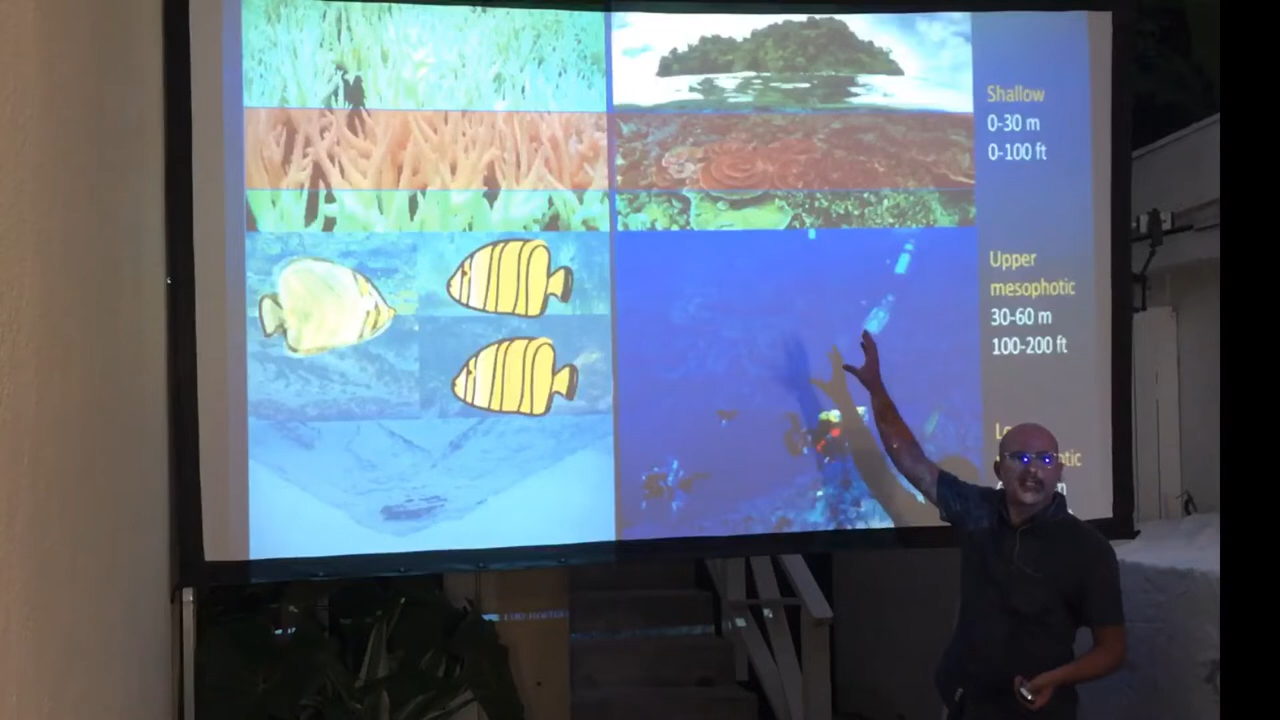 Shallow
0-30 m
0-100 ft
Upper
mesophotic
30-60 m
100-200 ft